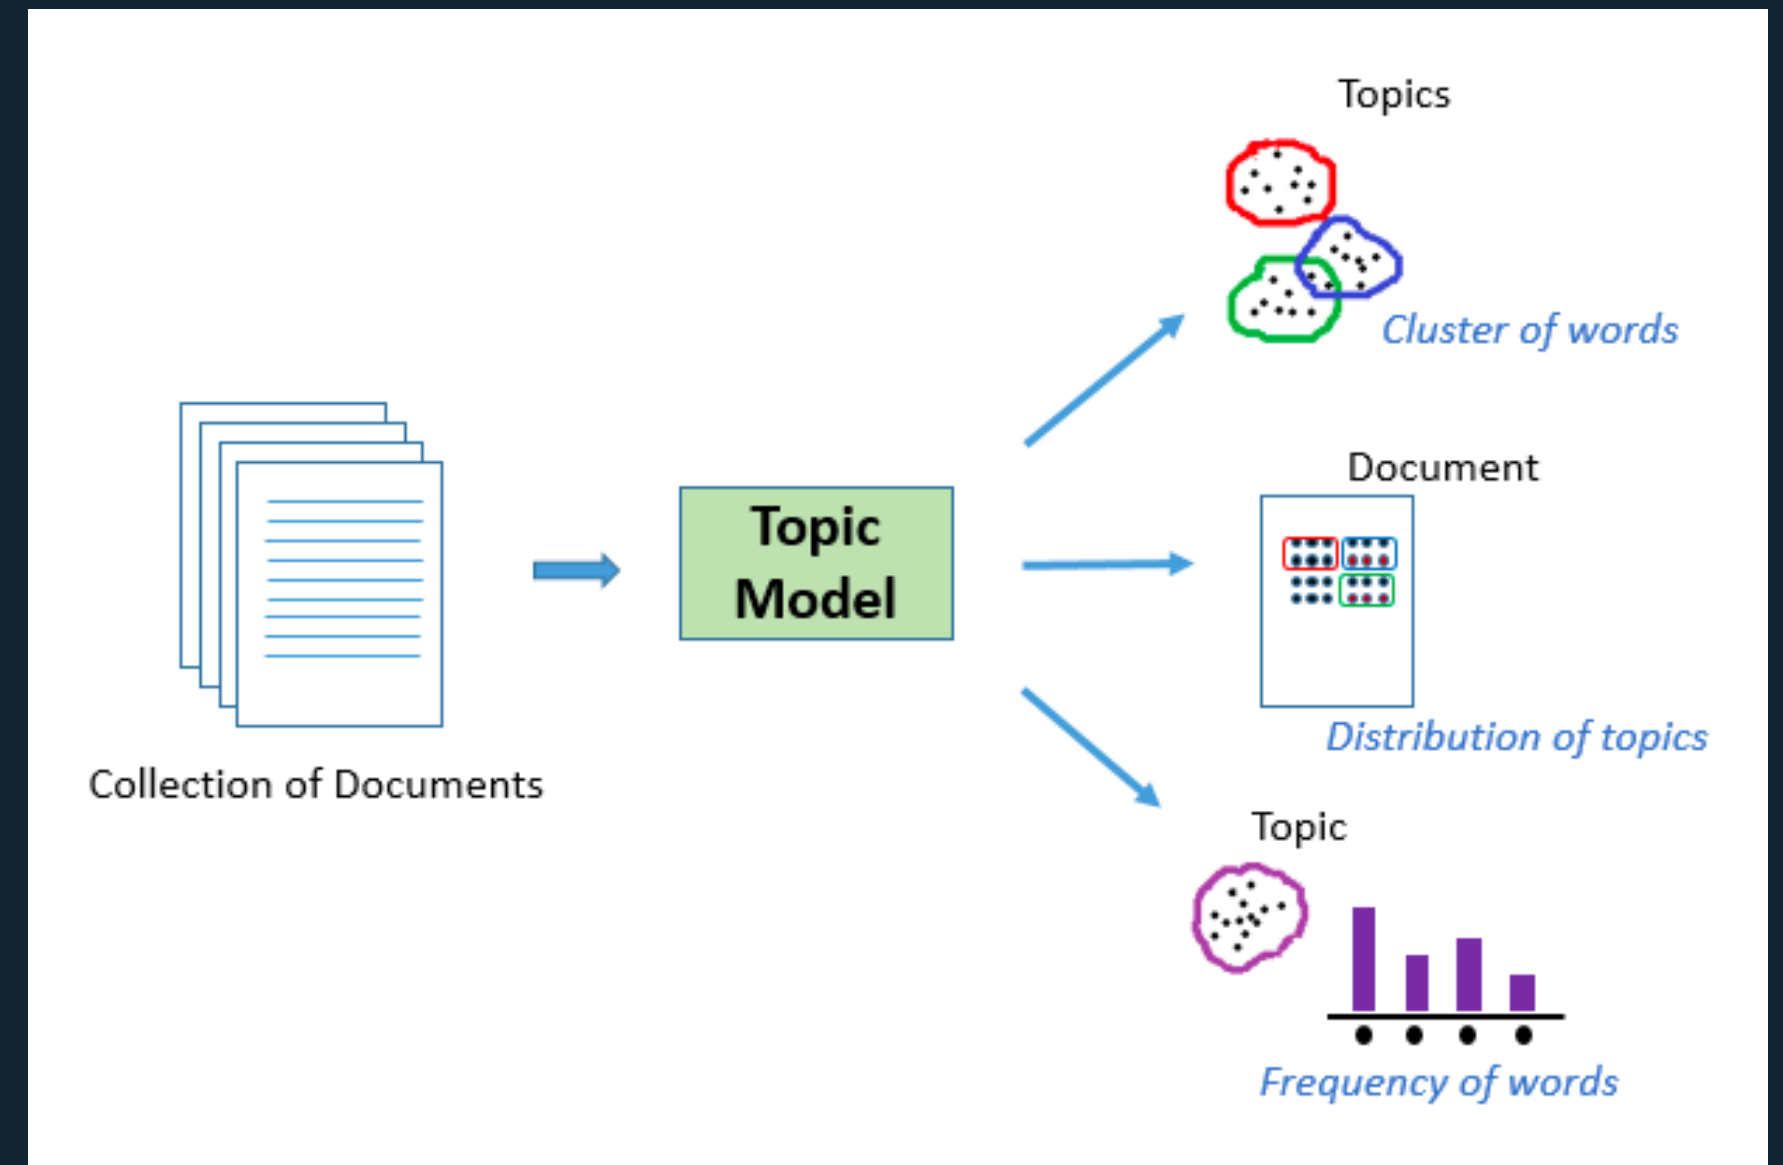 Topics
Cluster of words
Collection of Documents
Topic
Model
Document
Distribution of topics
Topic
Frequency of words